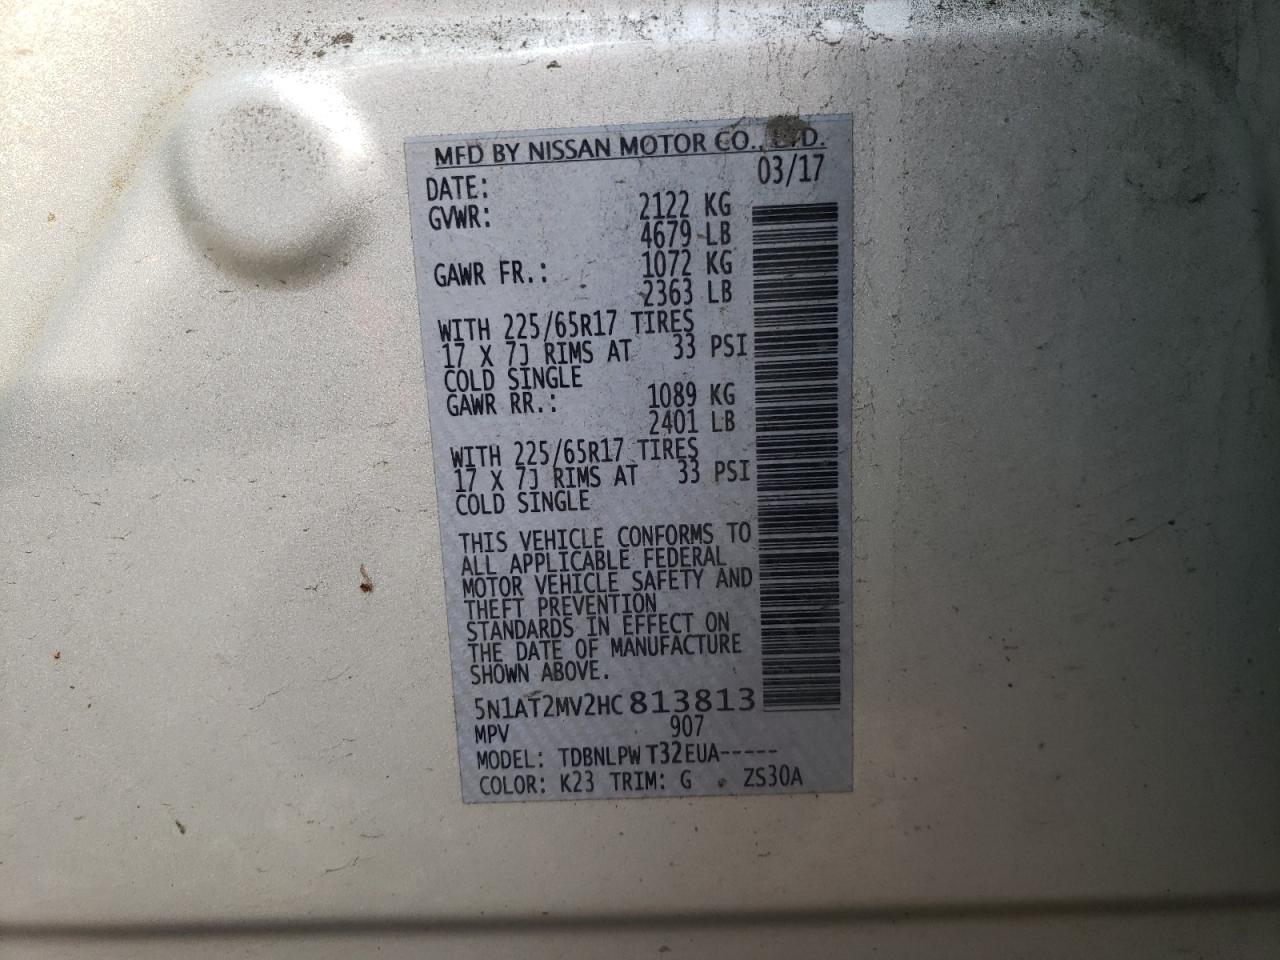 MFD BY NISSAN MOTOR CO., LTD.
DATE: 03/17
GVWR: 2122 KG
4679 LB
GAWR FR.: 1072 KG
2363 LB
WITH 225/65R17 TIRES
17 X 7J RIMS AT 33 PSI
COLD SINGLE
GAWR RR.: 1089 KG
2401 LB
WITH 225/65R17 TIRES
17 X 7J RIMS AT 33 PSI
COLD SINGLE
THIS VEHICLE CONFORMS TO
ALL APPLICABLE FEDERAL
MOTOR VEHICLE SAFETY AND
THEFT PREVENTION
STANDARDS IN EFFECT ON
THE DATE OF MANUFACTURE
SHOWN ABOVE.
5N1AT2MV2HC813813
MPV 907
MODEL: TDBNLPW T32EUA-----
COLOR: K23 TRIM: G ZS30A